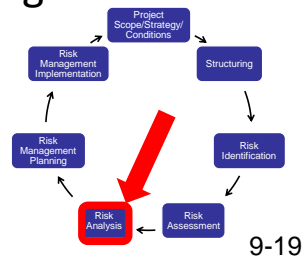 Project
Scope/Strategy/
Conditions
Structuring
Risk
Identification
Risk
Assessment
Risk
Analysis
Risk
Management
Planning
Risk
Management
Implementation
9-19